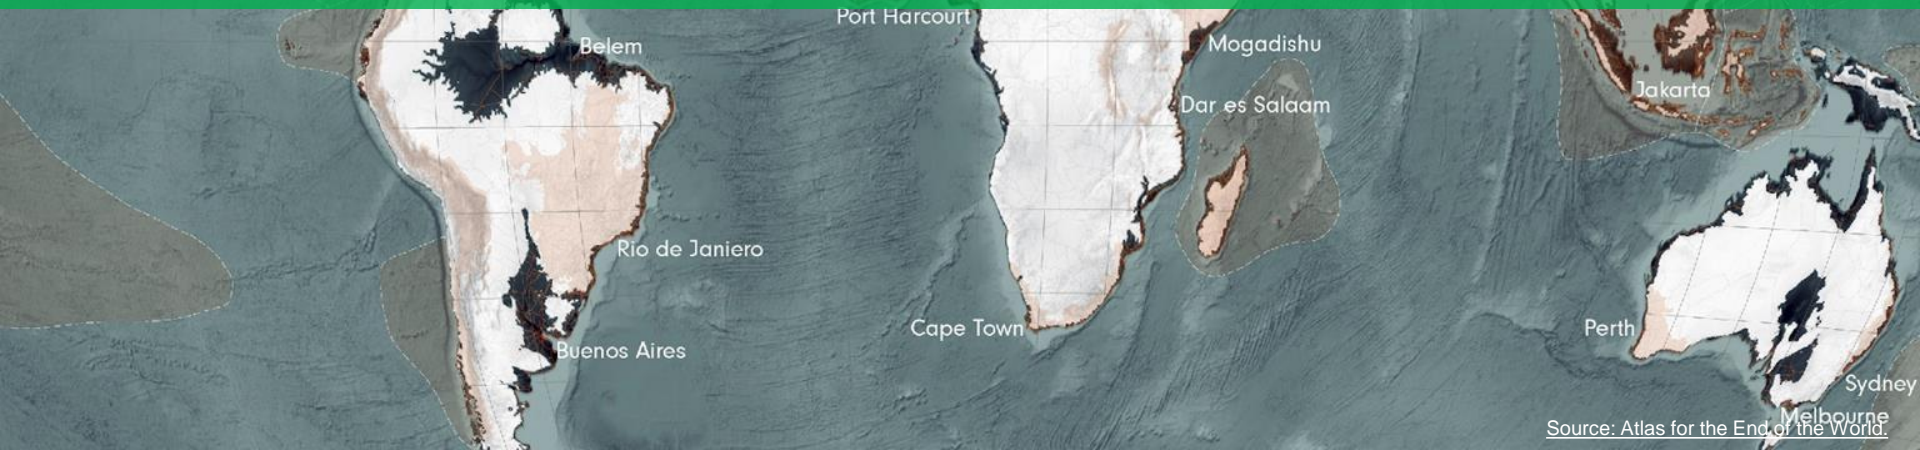 Port Harcourt
Belem
Mogadishu
Jakarta
Dar es Salaam
Rio de Janiero
Cape Town
Perth
Buenos Aires
Sydney
Melbourne
Source: Atlas for the End of the World.